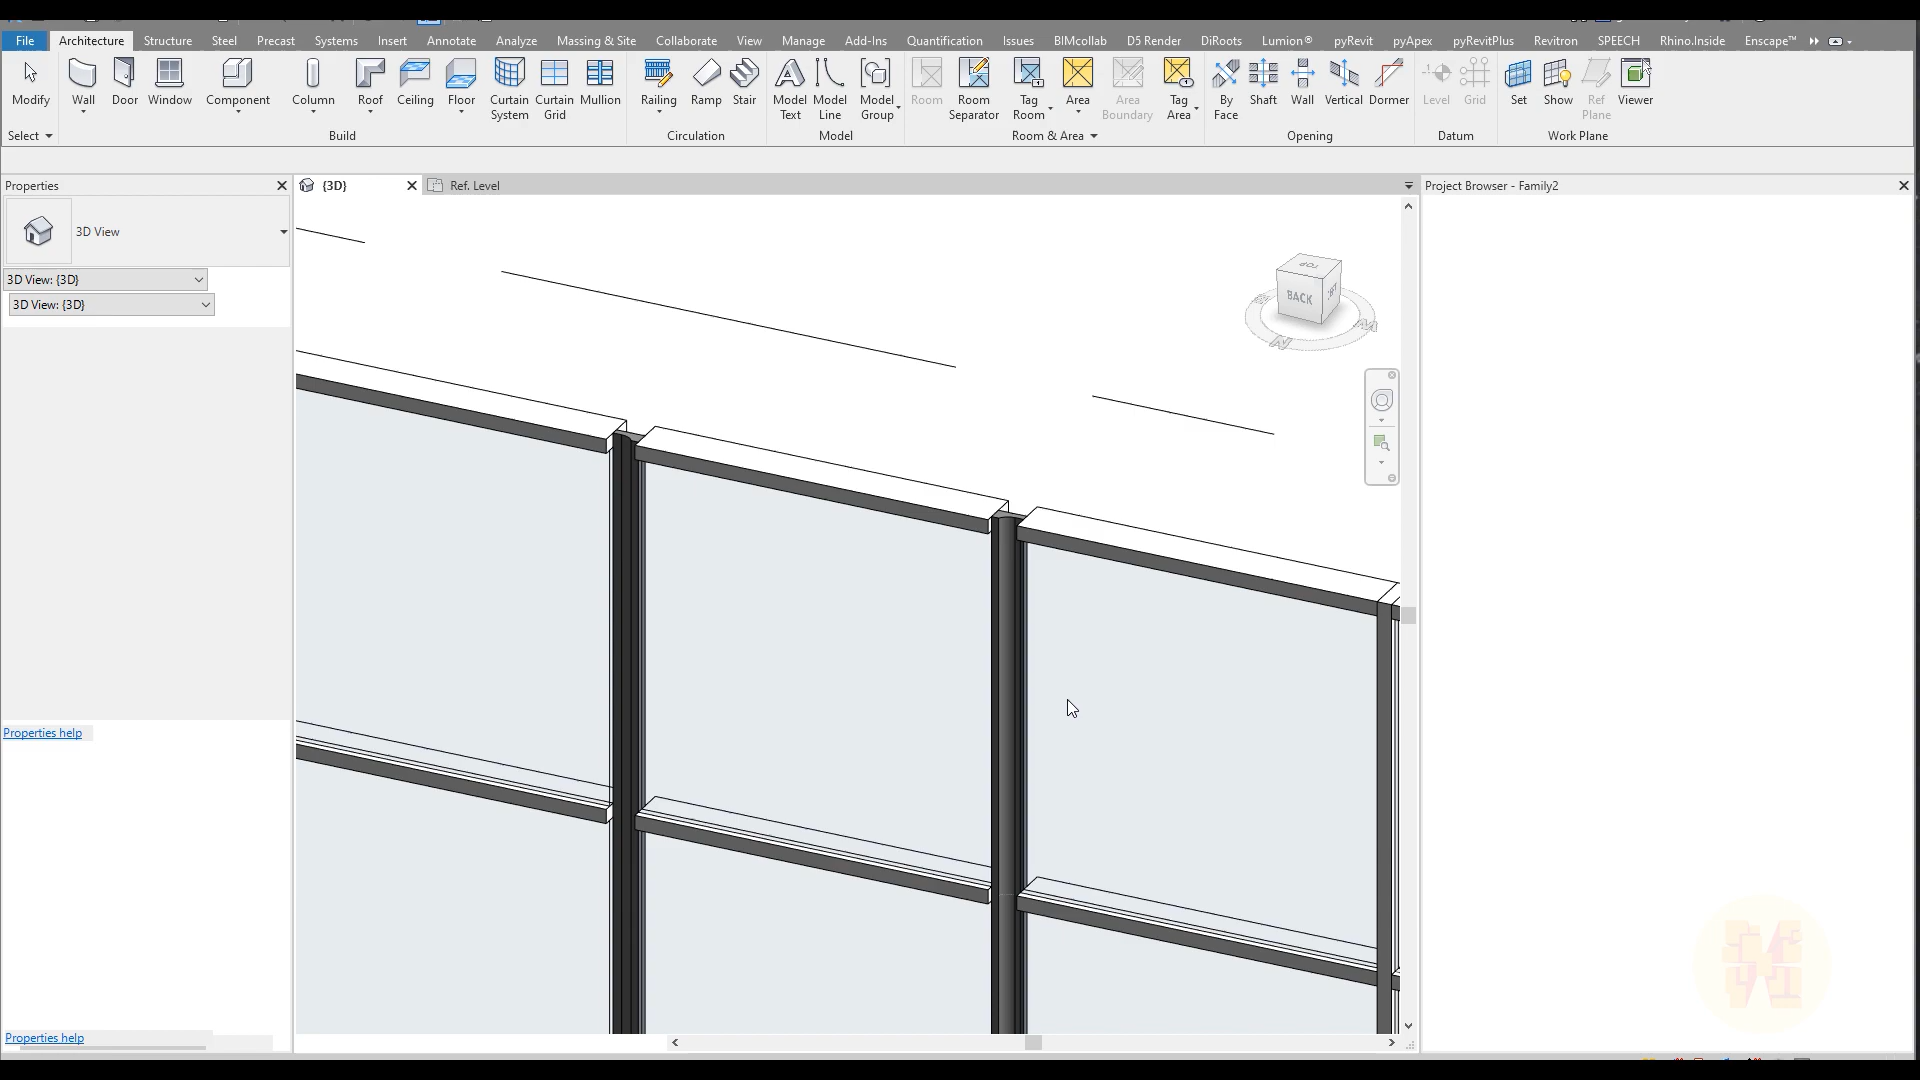 File Architecture Structure Steel Precast Systems Insert Annotate Analyze Massing & Site Collaborate View Manage Add-Ins Quantification Issues BIMcollab D5 Render DiRoots Lumion® pyRevit pyApex pyRevitPlus Revitron SPEECH Rhino.Inside Enscape™
Modify Wall Door Window Component Column Roof Ceiling Floor Curtain System Curtain Grid Mullion Railing Ramp Stair Model Text Model Line Model Group Room Room Separator Tag Room Area Area Boundary Tag Area By Face Shaft Wall Vertical Dormer Level Grid Set Show Ref Plane Viewer
Select Build Circulation Model Room & Area Opening Datum Work Plane
Properties {3D} Ref. Level Project Browser - Family2
3D View
3D View: {3D}
3D View: {3D}
TOP
BACK
N
Properties help
Properties help